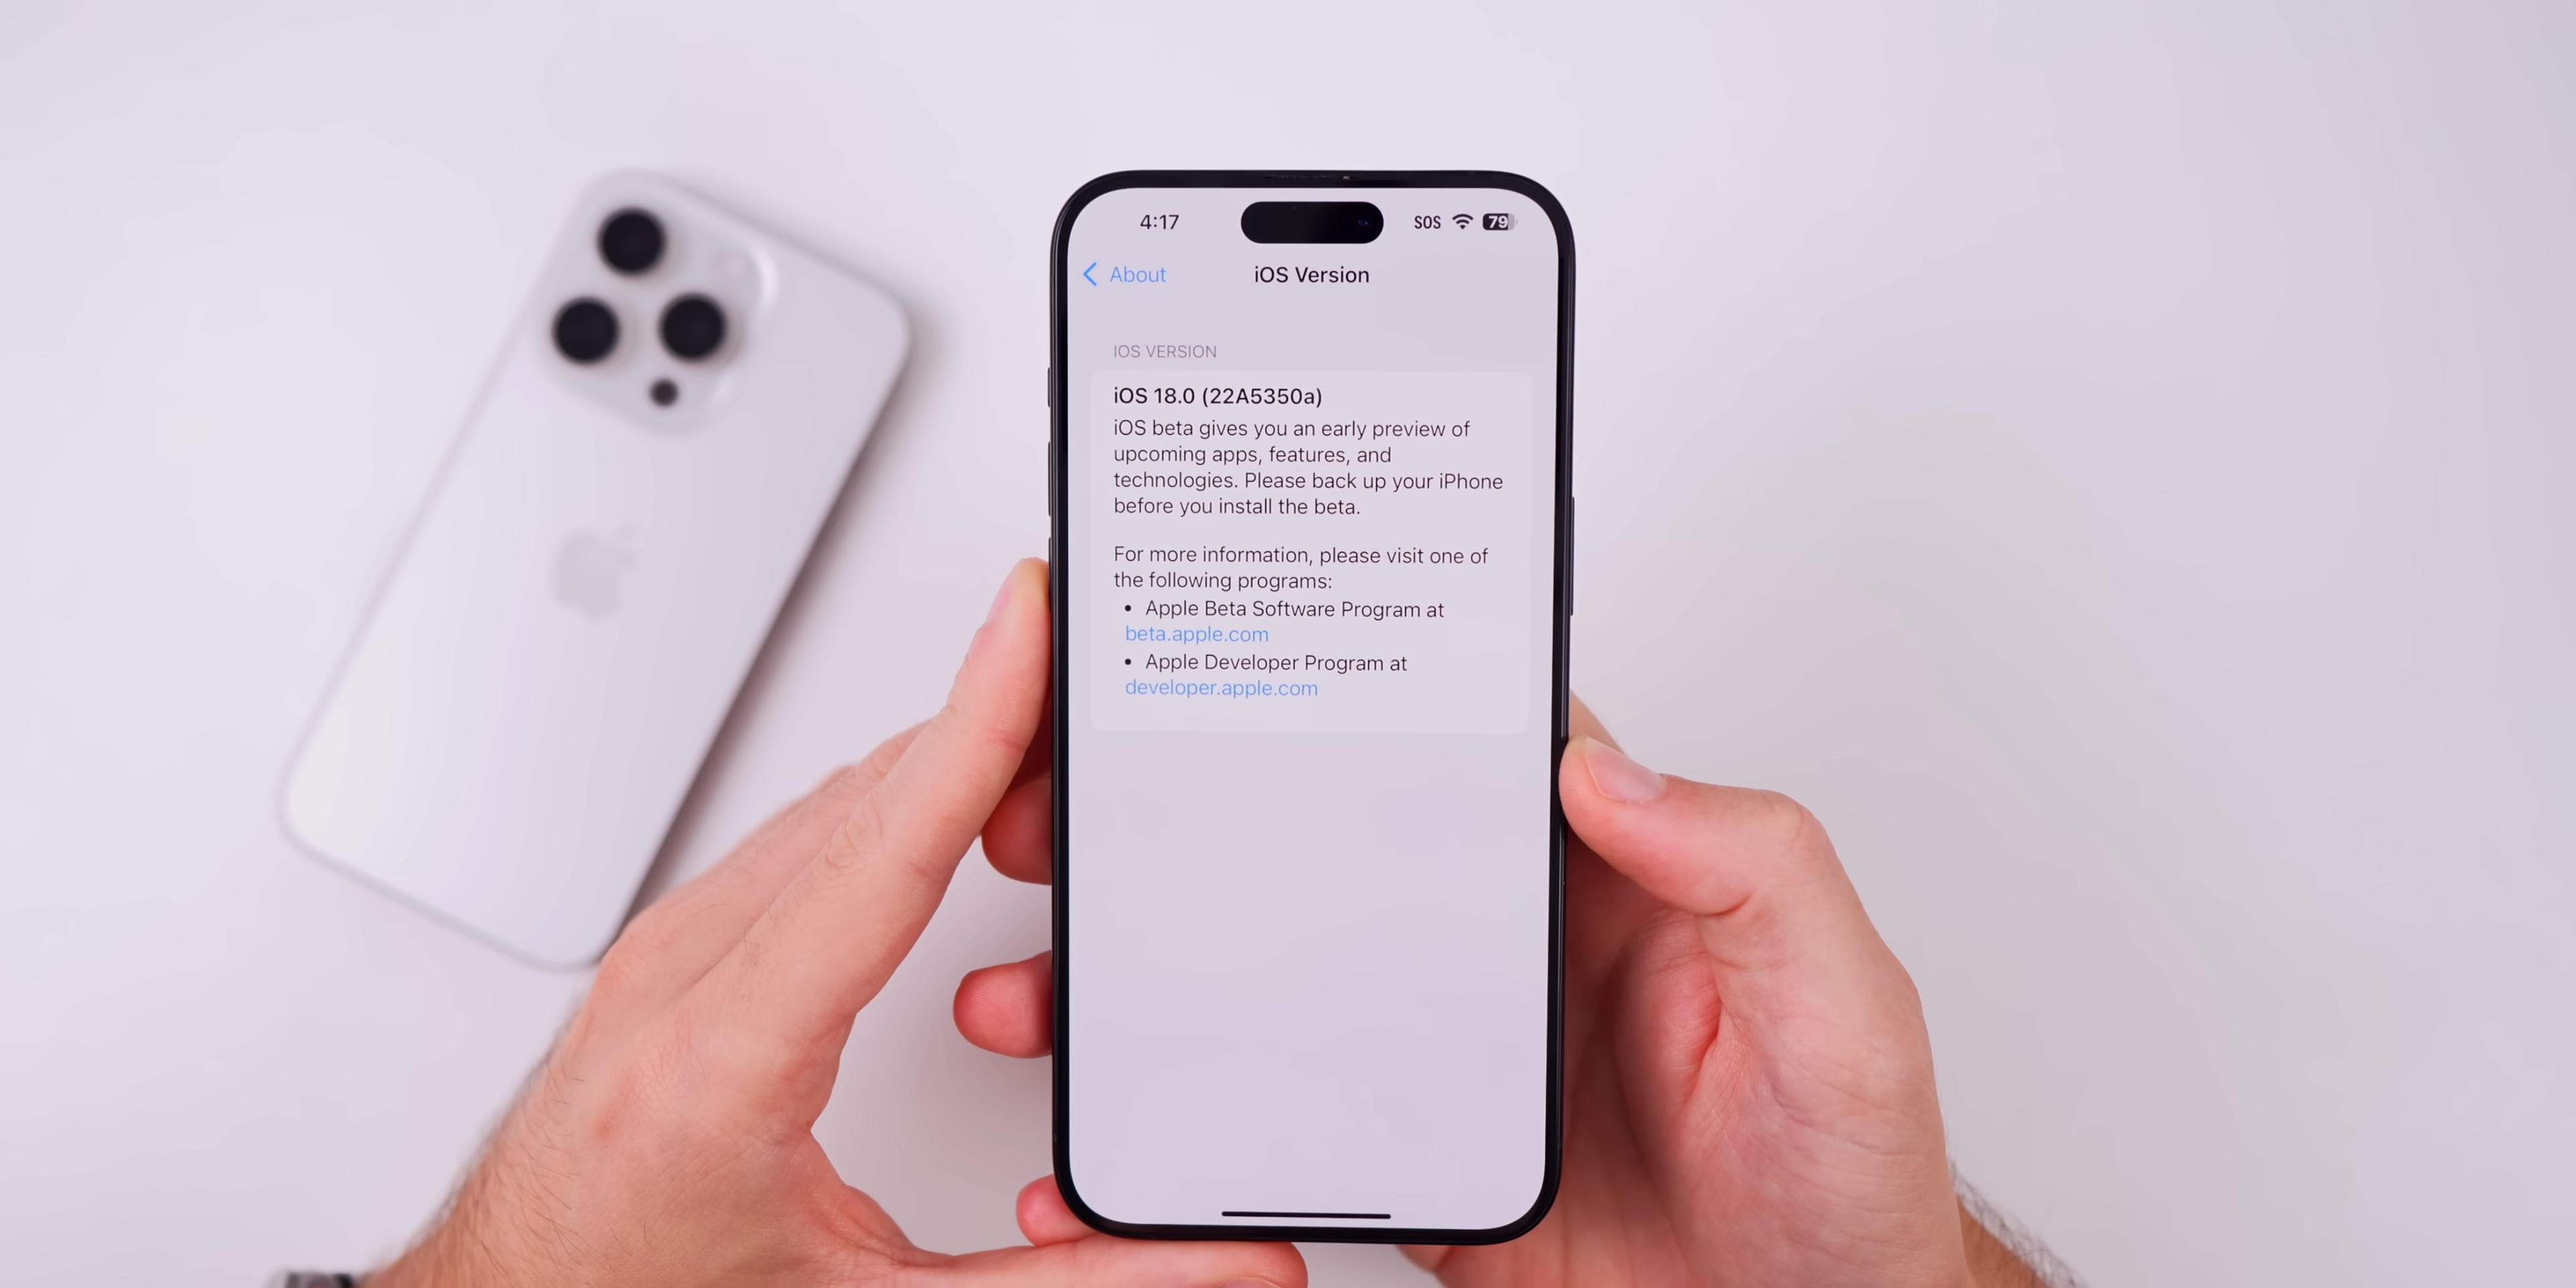 4:17 SOS 79
About iOS Version
IOS VERSION
iOS 18.0 (22A5350a)
iOS beta gives you an early preview of
upcoming apps, features, and
technologies. Please back up your iPhone
before you install the beta.
For more information, please visit one of
the following programs:
• Apple Beta Software Program at
beta.apple.com
• Apple Developer Program at
developer.apple.com